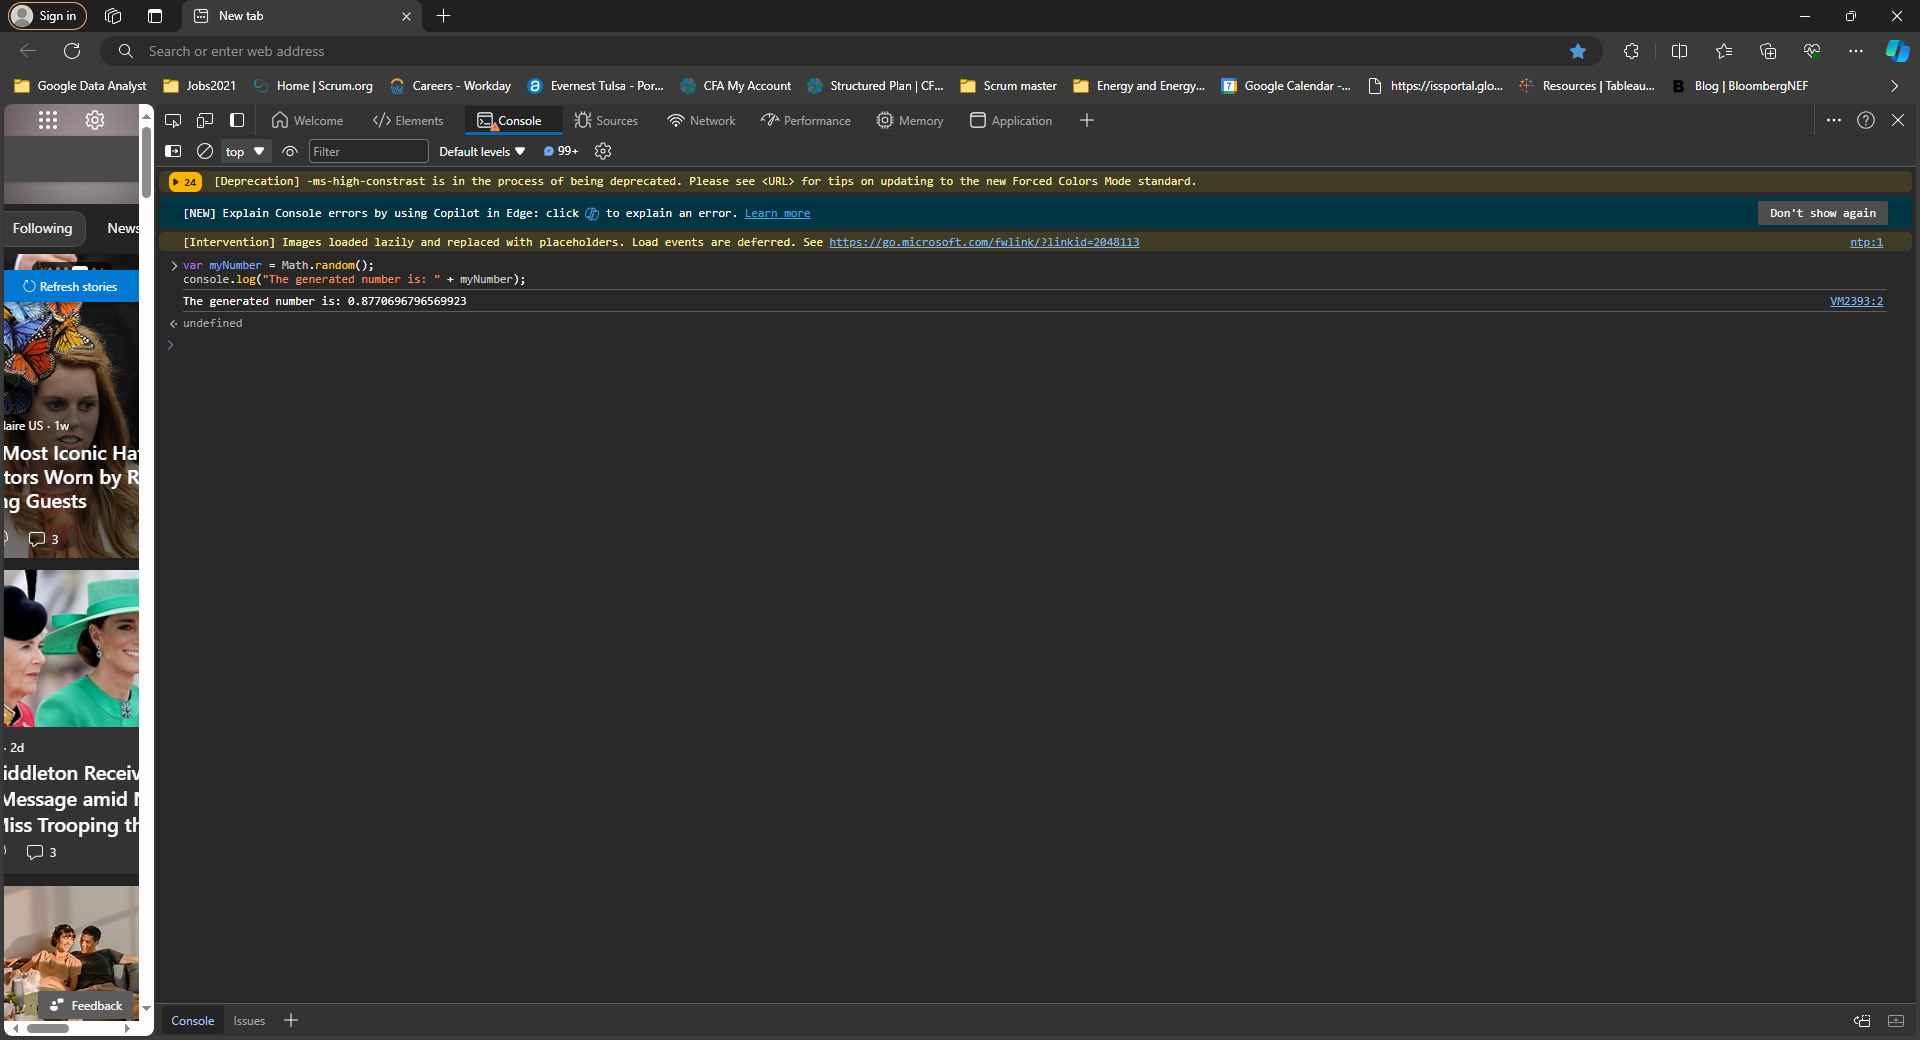 Sign in
New tab
Search or enter web address
Google Data Analyst
Jobs2021
Home | Scrum.org
Careers - Workday
Evernest Tulsa - Por...
CFA My Account
Structured Plan | CF...
Scrum master
Energy and Energy...
7
Google Calendar -...
https://issportal.glo...
Resources | Tableau...
B
Blog | BloombergNEF
Welcome
Elements
Console
Sources
Network
Performance
Memory
Application
top
Filter
Default levels
99+
24
[Deprecation] -ms-high-constrast is in the process of being deprecated. Please see <URL> for tips on updating to the new Forced Colors Mode standard.
[NEW] Explain Console errors by using Copilot in Edge: click to explain an error. Learn more
Don't show again
[Intervention] Images loaded lazily and replaced with placeholders. Load events are deferred. See https://go.microsoft.com/fwlink/?linkid=2048113
ntp:1
var myNumber = Math.random();
console.log("The generated number is: " + myNumber);
The generated number is: 0.8770696796569923
VM2393:2
undefined
Following
News
Refresh stories
laire US · 1w
Most Iconic Hat
tors Worn by R
ng Guests
3
· 2d
iddleton Receiv
Message amid
Miss Trooping th
3
Feedback
Console
Issues